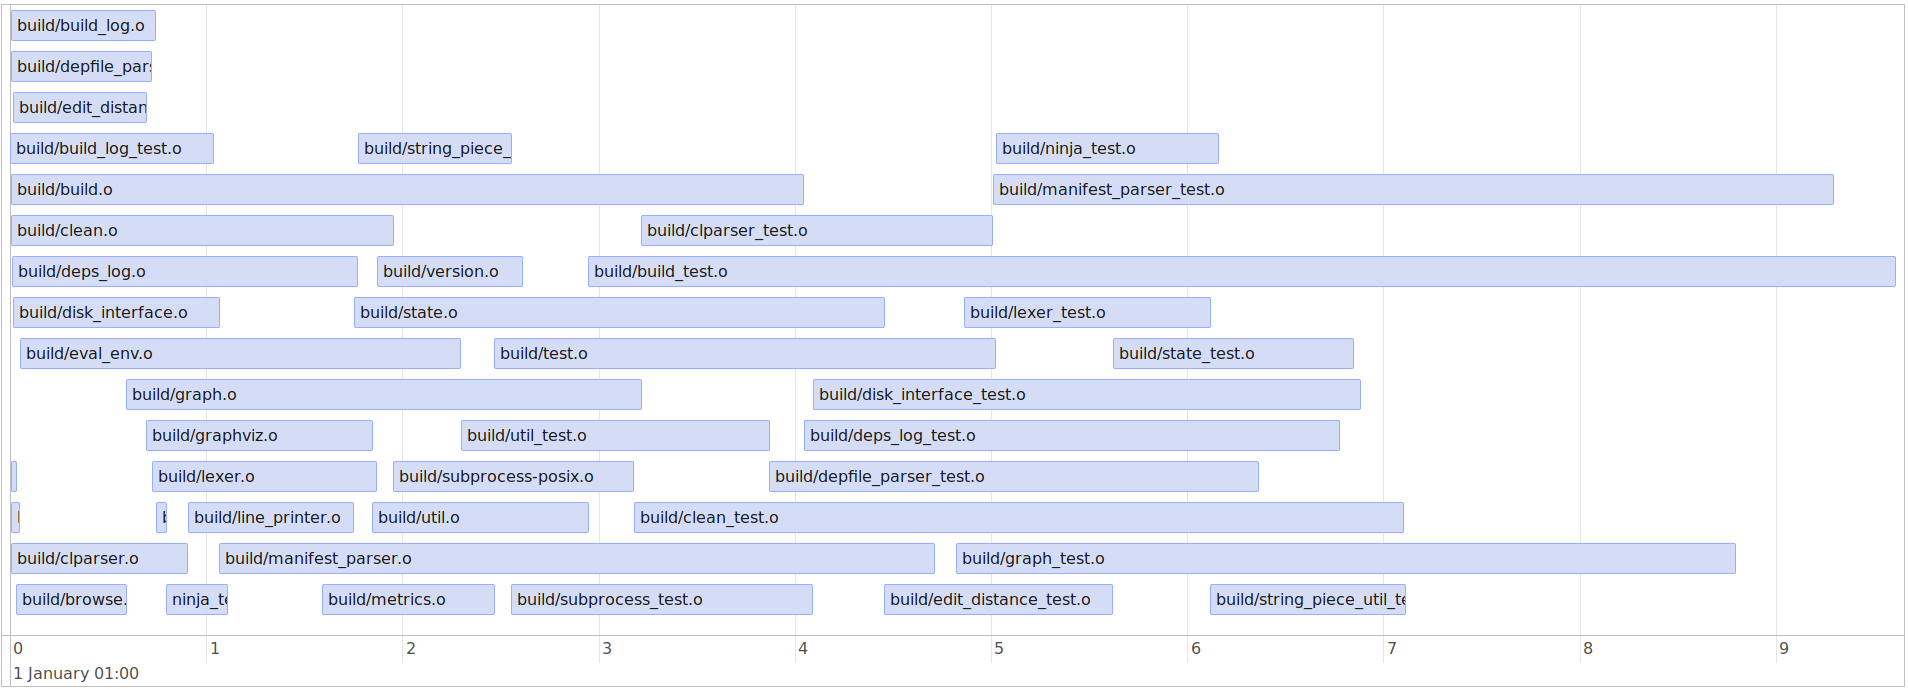 build/build_log.o
build/depfile_pars
build/edit_distan
build/build_log_test.o build/string_piece_ build/ninja_test.o
build/build.o build/manifest_parser_test.o
build/clean.o build/clparser_test.o
build/deps_log.o build/version.o build/build_test.o
build/disk_interface.o build/state.o build/lexer_test.o
build/eval_env.o build/test.o build/state_test.o
build/graph.o build/disk_interface_test.o
build/graphviz.o build/util_test.o build/deps_log_test.o
build/lexer.o build/subprocess-posix.o build/depfile_parser_test.o
build/line_printer.o build/util.o build/clean_test.o
build/clparser.o build/manifest_parser.o build/graph_test.o
build/browse. ninja_te build/metrics.o build/subprocess_test.o build/edit_distance_test.o build/string_piece_util_te
0 1 2 3 4 5 6 7 8 9
1 January 01:00